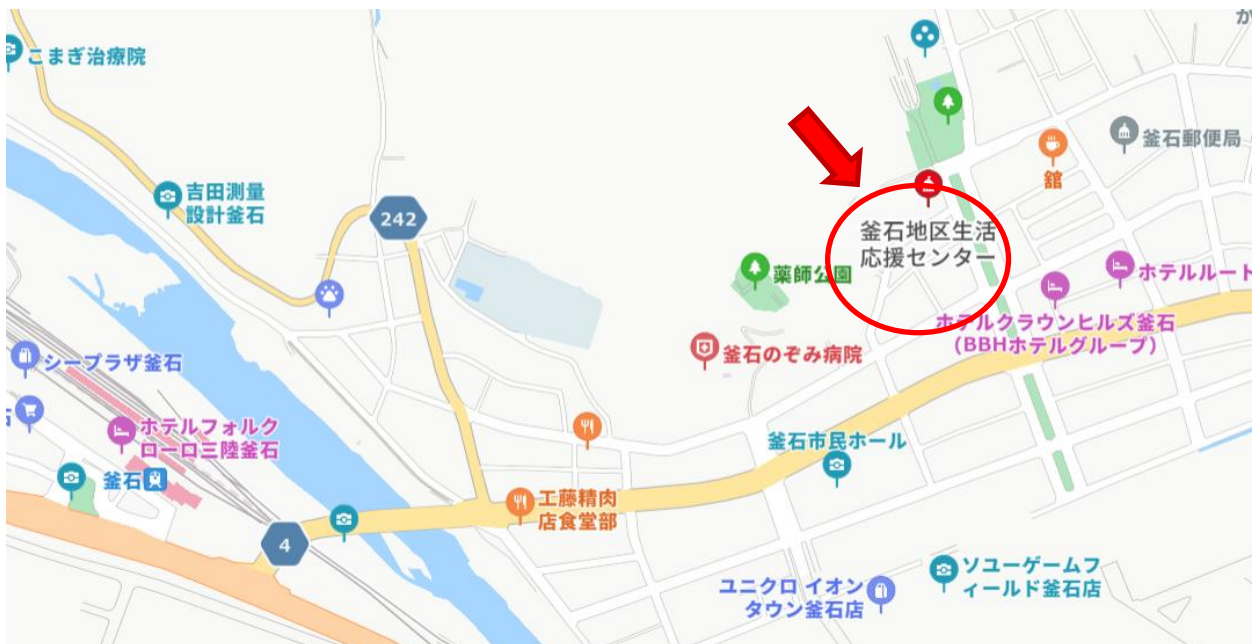 こまぎ治療院
釜石郵便局
舘
吉田測量
設計釜石
242
釜石地区生活
応援センター
薬師公園
ホテルルート
ホテルクラウンヒルズ釜石
(BBHホテルグループ)
釜石のぞみ病院
シープラザ釜石
ホテルフォルク
ローロ三陸釜石
釜石市民ホール
釜石
工藤精肉
店食堂部
4
ソユーゲームフ
ィールド釜石店
ユニクロ イオン
タウン釜石店